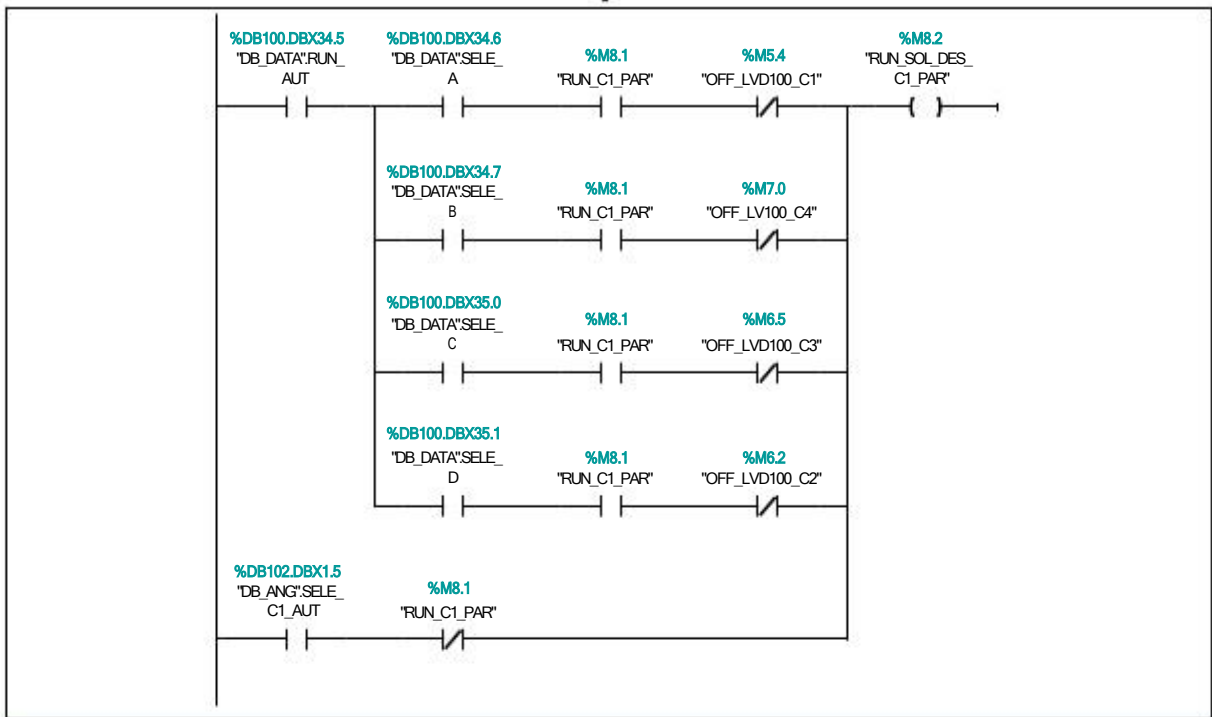 %DB100.DBX34.5
"DB_DATA".RUN_
AUT
%DB100.DBX34.6
"DB_DATA".SELE_
A
%M8.1
"RUN_C1_PAR"
%M5.4
"OFF_LVD100_C1"
%M8.2
"RUN_SOL_DES_
C1_PAR"
%DB100.DBX34.7
"DB_DATA".SELE_
B
%M8.1
"RUN_C1_PAR"
%M7.0
"OFF_LV100_C4"
%DB100.DBX35.0
"DB_DATA".SELE_
C
%M8.1
"RUN_C1_PAR"
%M6.5
"OFF_LVD100_C3"
%DB100.DBX35.1
"DB_DATA".SELE_
D
%M8.1
"RUN_C1_PAR"
%M6.2
"OFF_LVD100_C2"
%DB102.DBX1.5
"DB_ANG".SELE_
C1_AUT
%M8.1
"RUN_C1_PAR"